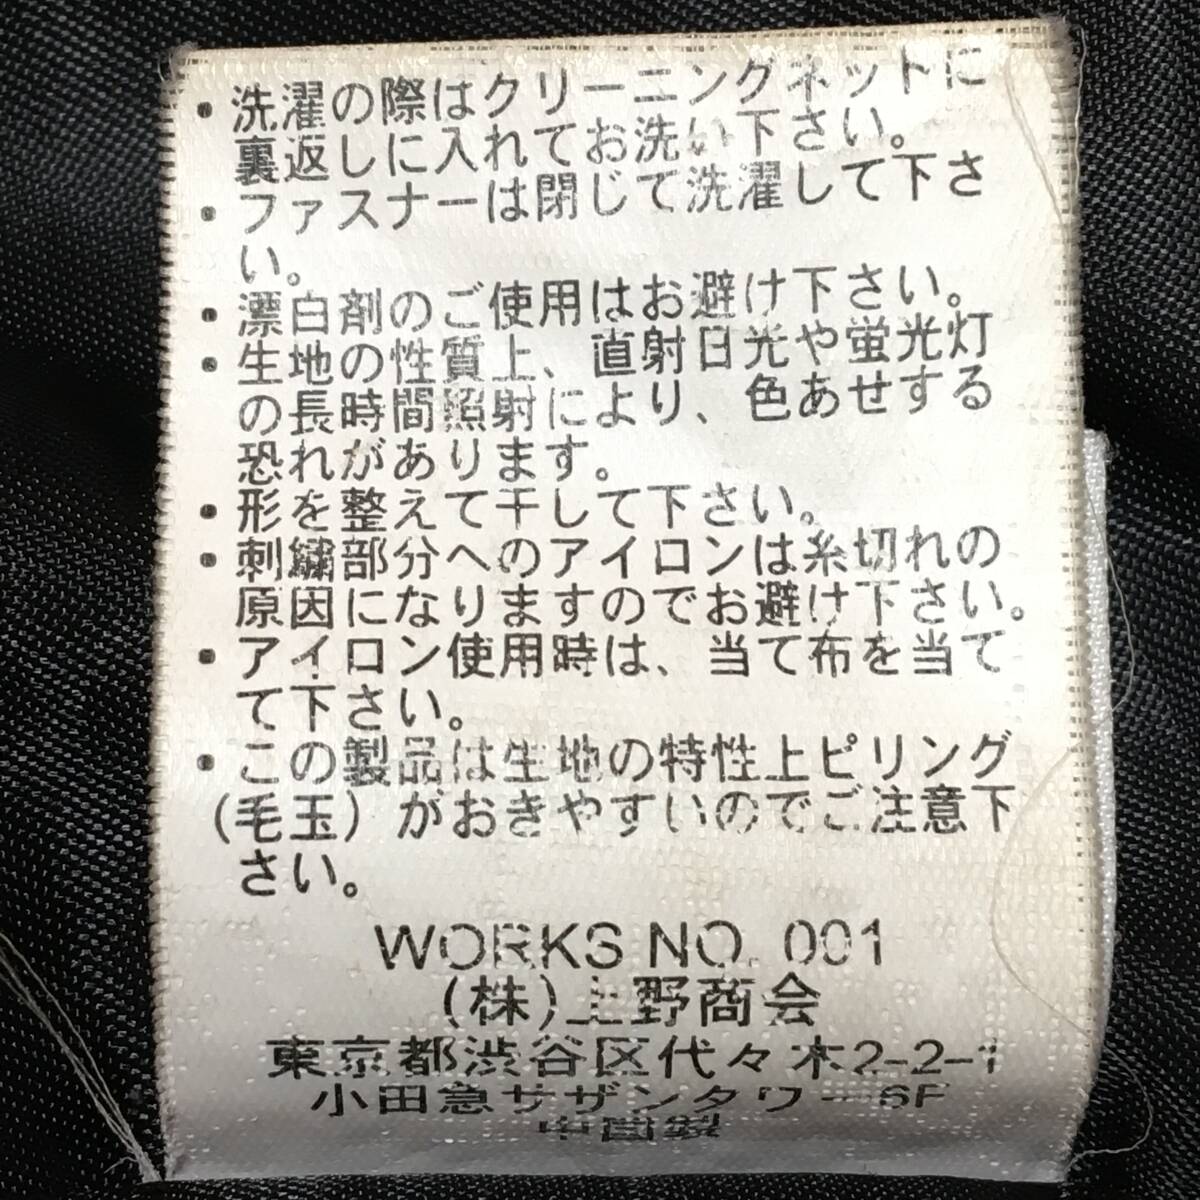 ・洗濯の際はクリーニングネットに
裏返しに入れてお洗い下さい。
・ファスナーは閉じて洗濯して下さ
い。
・漂白剤のご使用はお避け下さい。
・生地の性質上、直射日光や蛍光灯
の長時間照射により、色あせする
恐れがあります。
・形を整えて干して下さい。
・刺繍部分へのアイロンは糸切れの
原因になりますのでお避け下さい。
・アイロン使用時は、当て布を当て
て下さい。
・この製品は生地の特性上ピリング
(毛玉)がおきやすいのでご注意下
さい。
WORKS NO. 001
(株)上野商会
東京都渋谷区代々木2-2-1
小田急サザンタワー6F
中国製